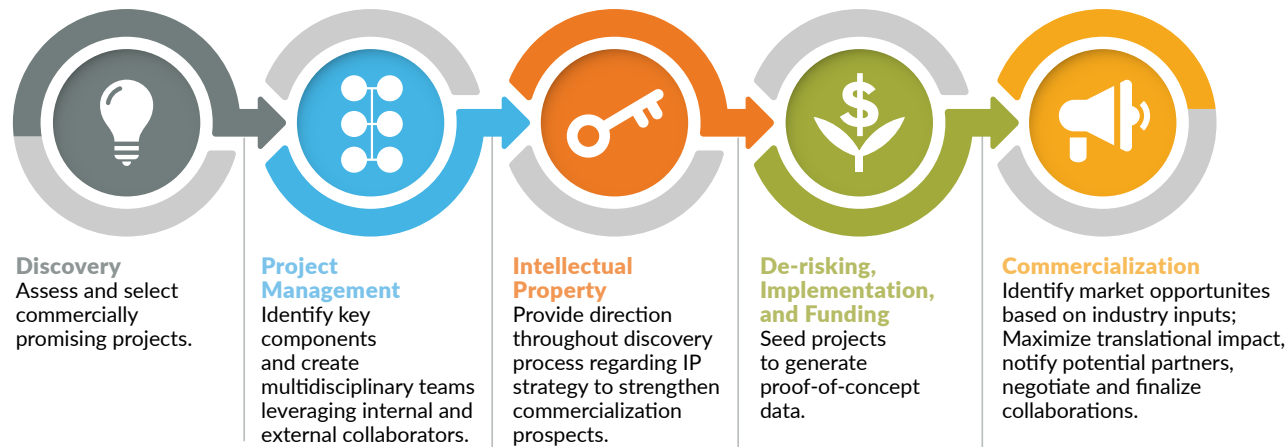 Discovery
Assess and select
commercially
promising projects.
Project
Management
Identify key
components
and create
multidisciplinary teams
leveraging internal and
external collaborators.
Intellectual
Property
Provide direction
throughout discovery
process regarding IP
strategy to strengthen
commercialization
prospects.
$
De-risking,
Implementation,
and Funding
Seed projects
to generate
proof-of-concept
data.
Commercialization
Identify market opportunites
based on industry inputs;
Maximize translational impact,
notify potential partners,
negotiate and finalize
collaborations.